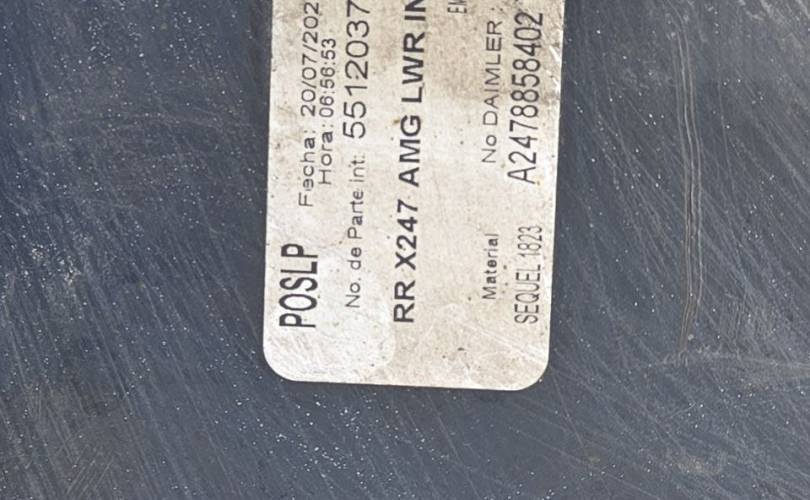 POSLP
Fecha: 20/07/202
Hora: 06:56:53
No. de Parte int: 5512037
RR X247 AMG LWR IN
Material
SEQUEL 1823
No DAIMLER:
A2478858402